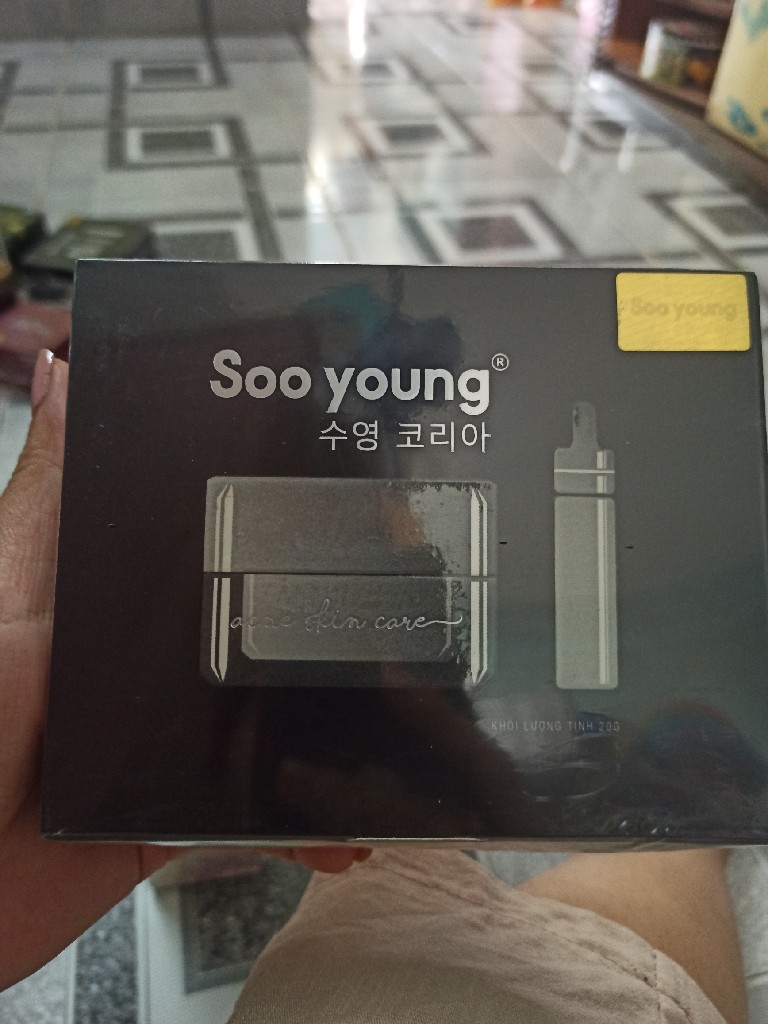 Soo young
Soo young®
수영 코리아
acne skin care
KHỐI LƯỢNG TỊNH 20G